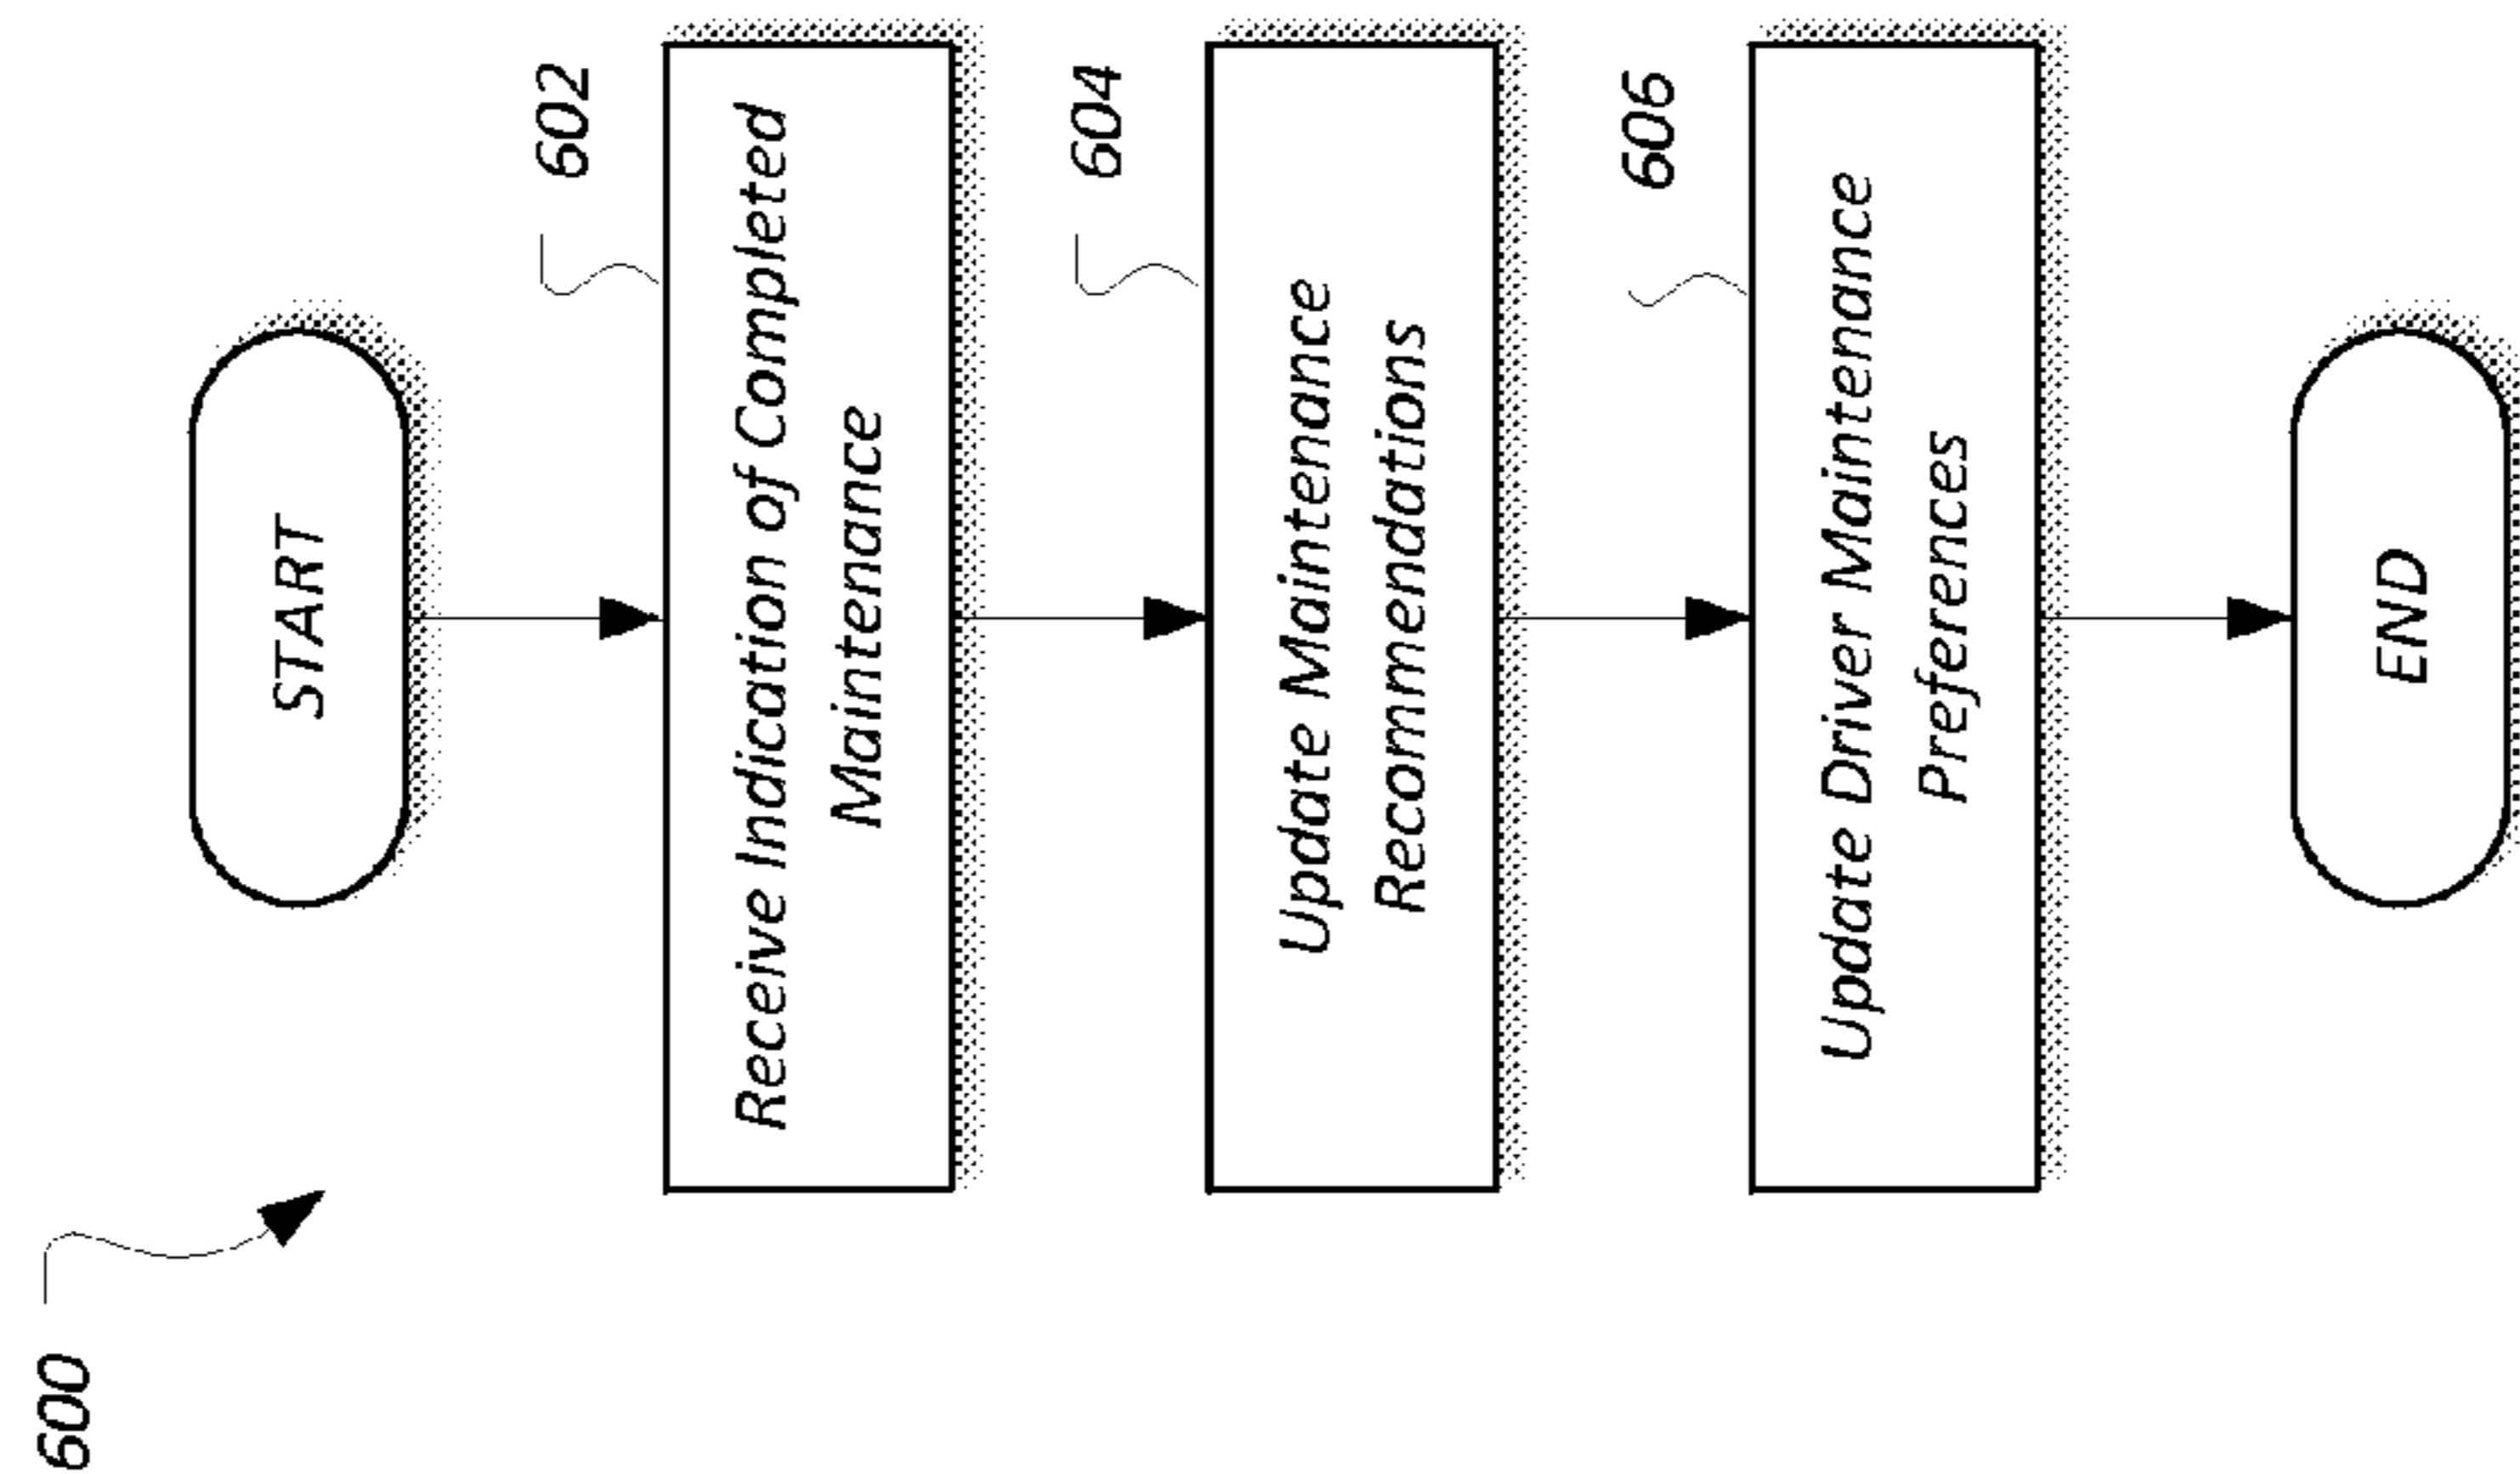 600
START
602
Receive Indication of Completed
Maintenance
604
Update Maintenance
Recommendations
606
Update Driver Maintenance
Preferences
END